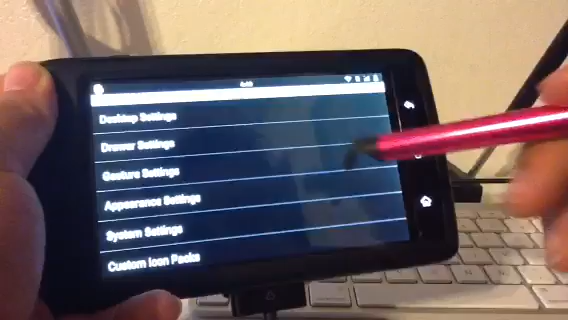 Desktop Settings
Drawer Settings
Gesture Settings
Appearance Settings
System Settings
Custom Icon Packs